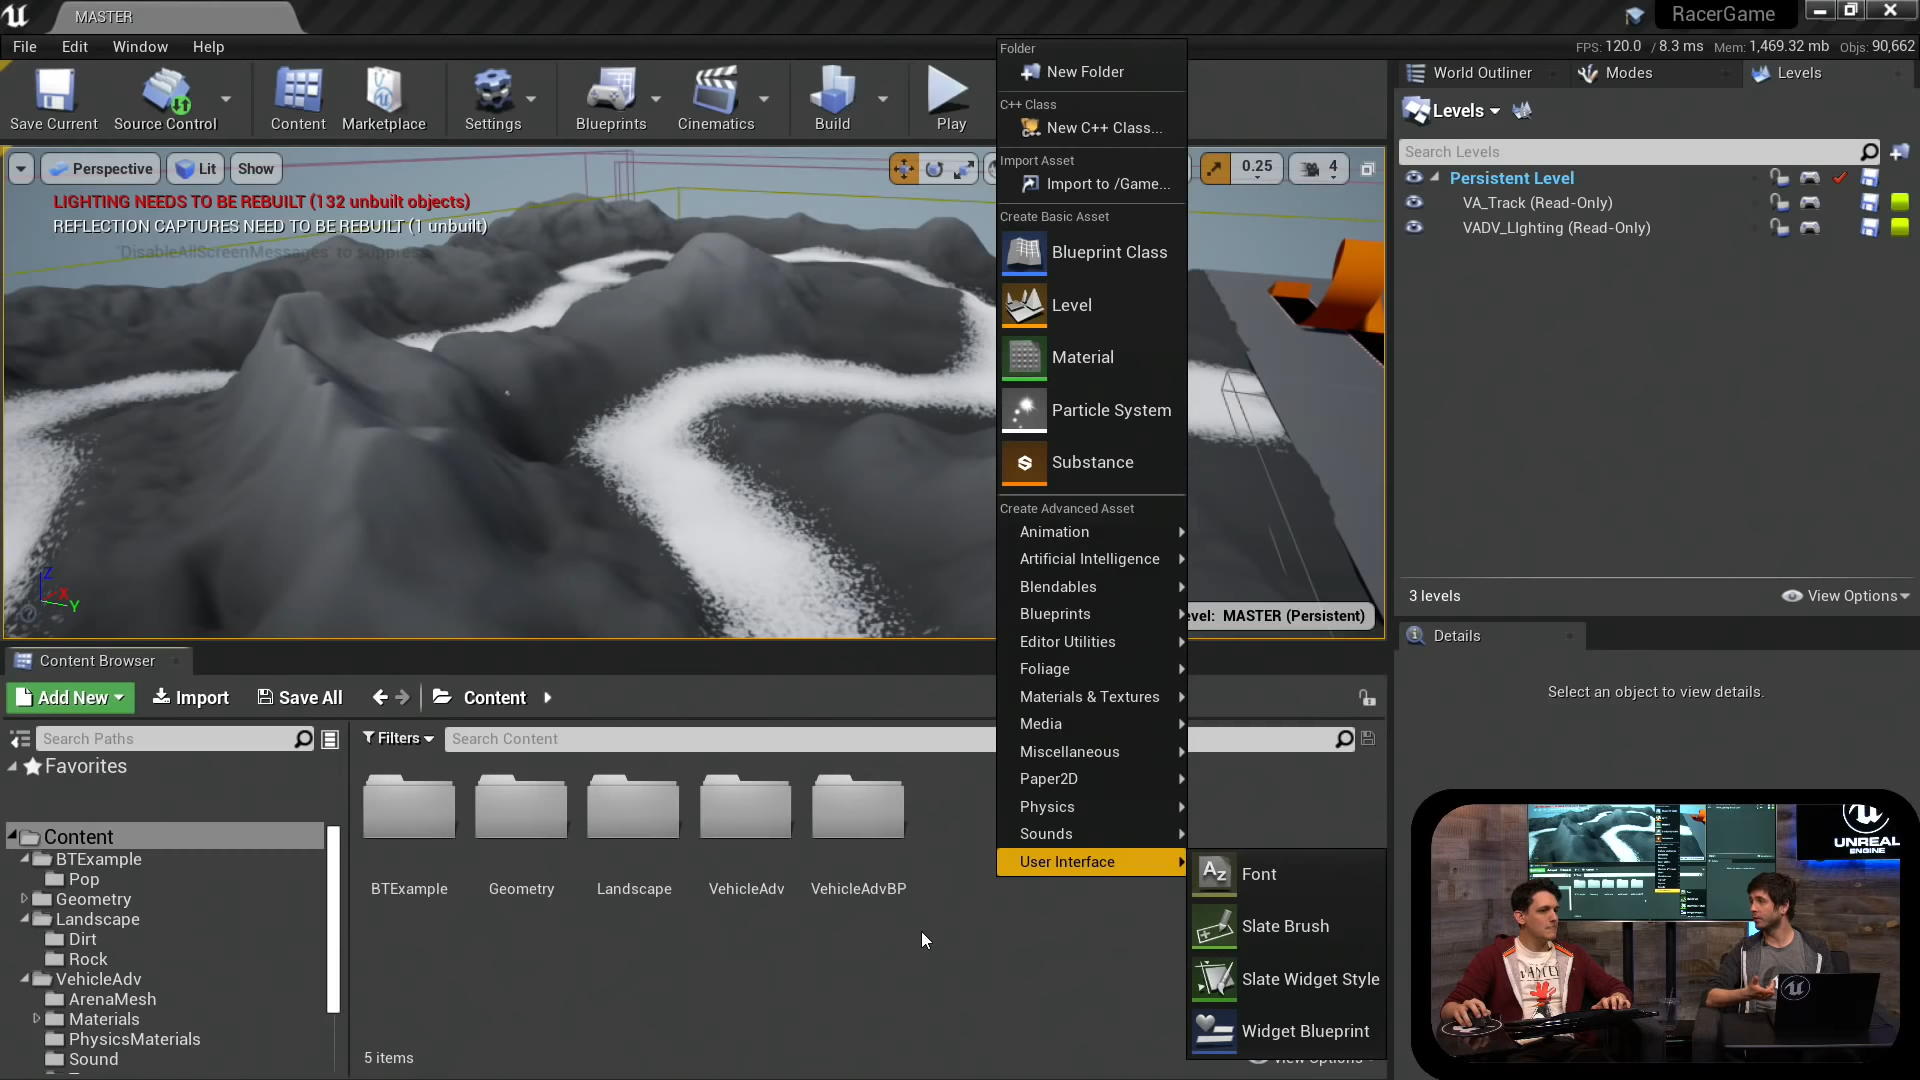 MASTER
RacerGame
File Edit Window Help
FPS: 120.0 / 8.3 ms Mem: 1,469.32 mb Objs: 90,662
Save Current
Source Control
Content
Marketplace
Settings
Blueprints
Cinematics
Build
Play
Perspective
Lit
Show
0.25
4
LIGHTING NEEDS TO BE REBUILT (132 unbuilt objects)
REFLECTION CAPTURES NEED TO BE REBUILT (1 unbuilt)
'DisableAllScreenMessages' to suppress
Z
X
Y
evel: MASTER (Persistent)
Folder
New Folder
C++ Class
New C++ Class...
Import Asset
Import to /Game...
Create Basic Asset
Blueprint Class
Level
Material
Particle System
Substance
Create Advanced Asset
Animation
Artificial Intelligence
Blendables
Blueprints
Editor Utilities
Foliage
Materials & Textures
Media
Miscellaneous
Paper2D
Physics
Sounds
User Interface
Font
Slate Brush
Slate Widget Style
Widget Blueprint
World Outliner
Modes
Levels
Levels
Search Levels
Persistent Level
VA_Track (Read-Only)
VADV_LIghting (Read-Only)
3 levels
View Options
Details
Select an object to view details.
Content Browser
Add New
Import
Save All
Content
Search Paths
Filters
Search Content
Favorites
Content
BTExample
Pop
Geometry
Landscape
Dirt
Rock
VehicleAdv
ArenaMesh
Materials
PhysicsMaterials
Sound
BTExample
Geometry
Landscape
VehicleAdv
VehicleAdvBP
5 items
View Options
UNREAL
ENGINE